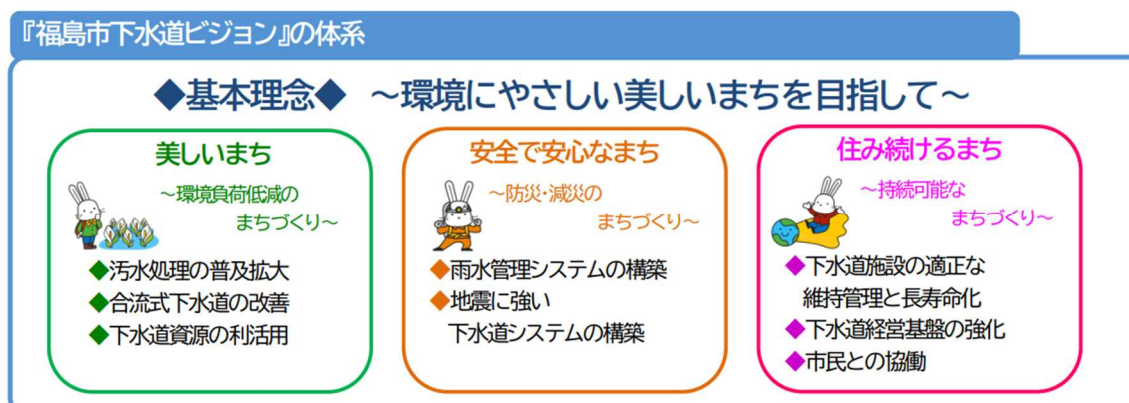 『福島市下水道ビジョン』の体系
◆基本理念◆ ～環境にやさしい美しいまちを目指して～
美しいまち
～環境負荷低減の
まちづくり～
◆汚水処理の普及拡大
◆合流式下水道の改善
◆下水道資源の利活用
安全で安心なまち
～防災・減災の
まちづくり～
◆雨水管理システムの構築
◆地震に強い
下水道システムの構築
住み続けるまち
～持続可能な
まちづくり～
◆下水道施設の適正な
維持管理と長寿命化
◆下水道経営基盤の強化
◆市民との協働